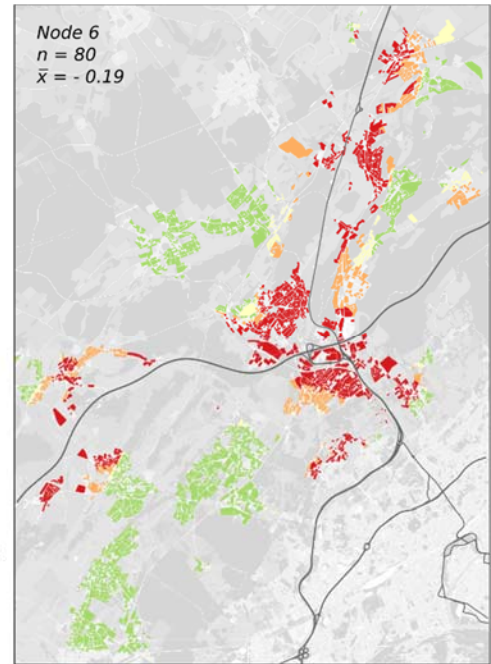 Node 6
n = 80
x̄ = - 0.19